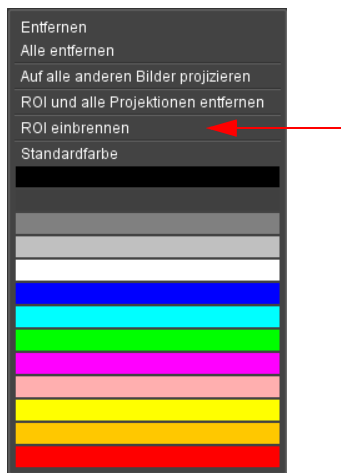 Entfernen
Alle entfernen
Auf alle anderen Bilder projizieren
ROI und alle Projektionen entfernen
ROI einbrennen
Standardfarbe